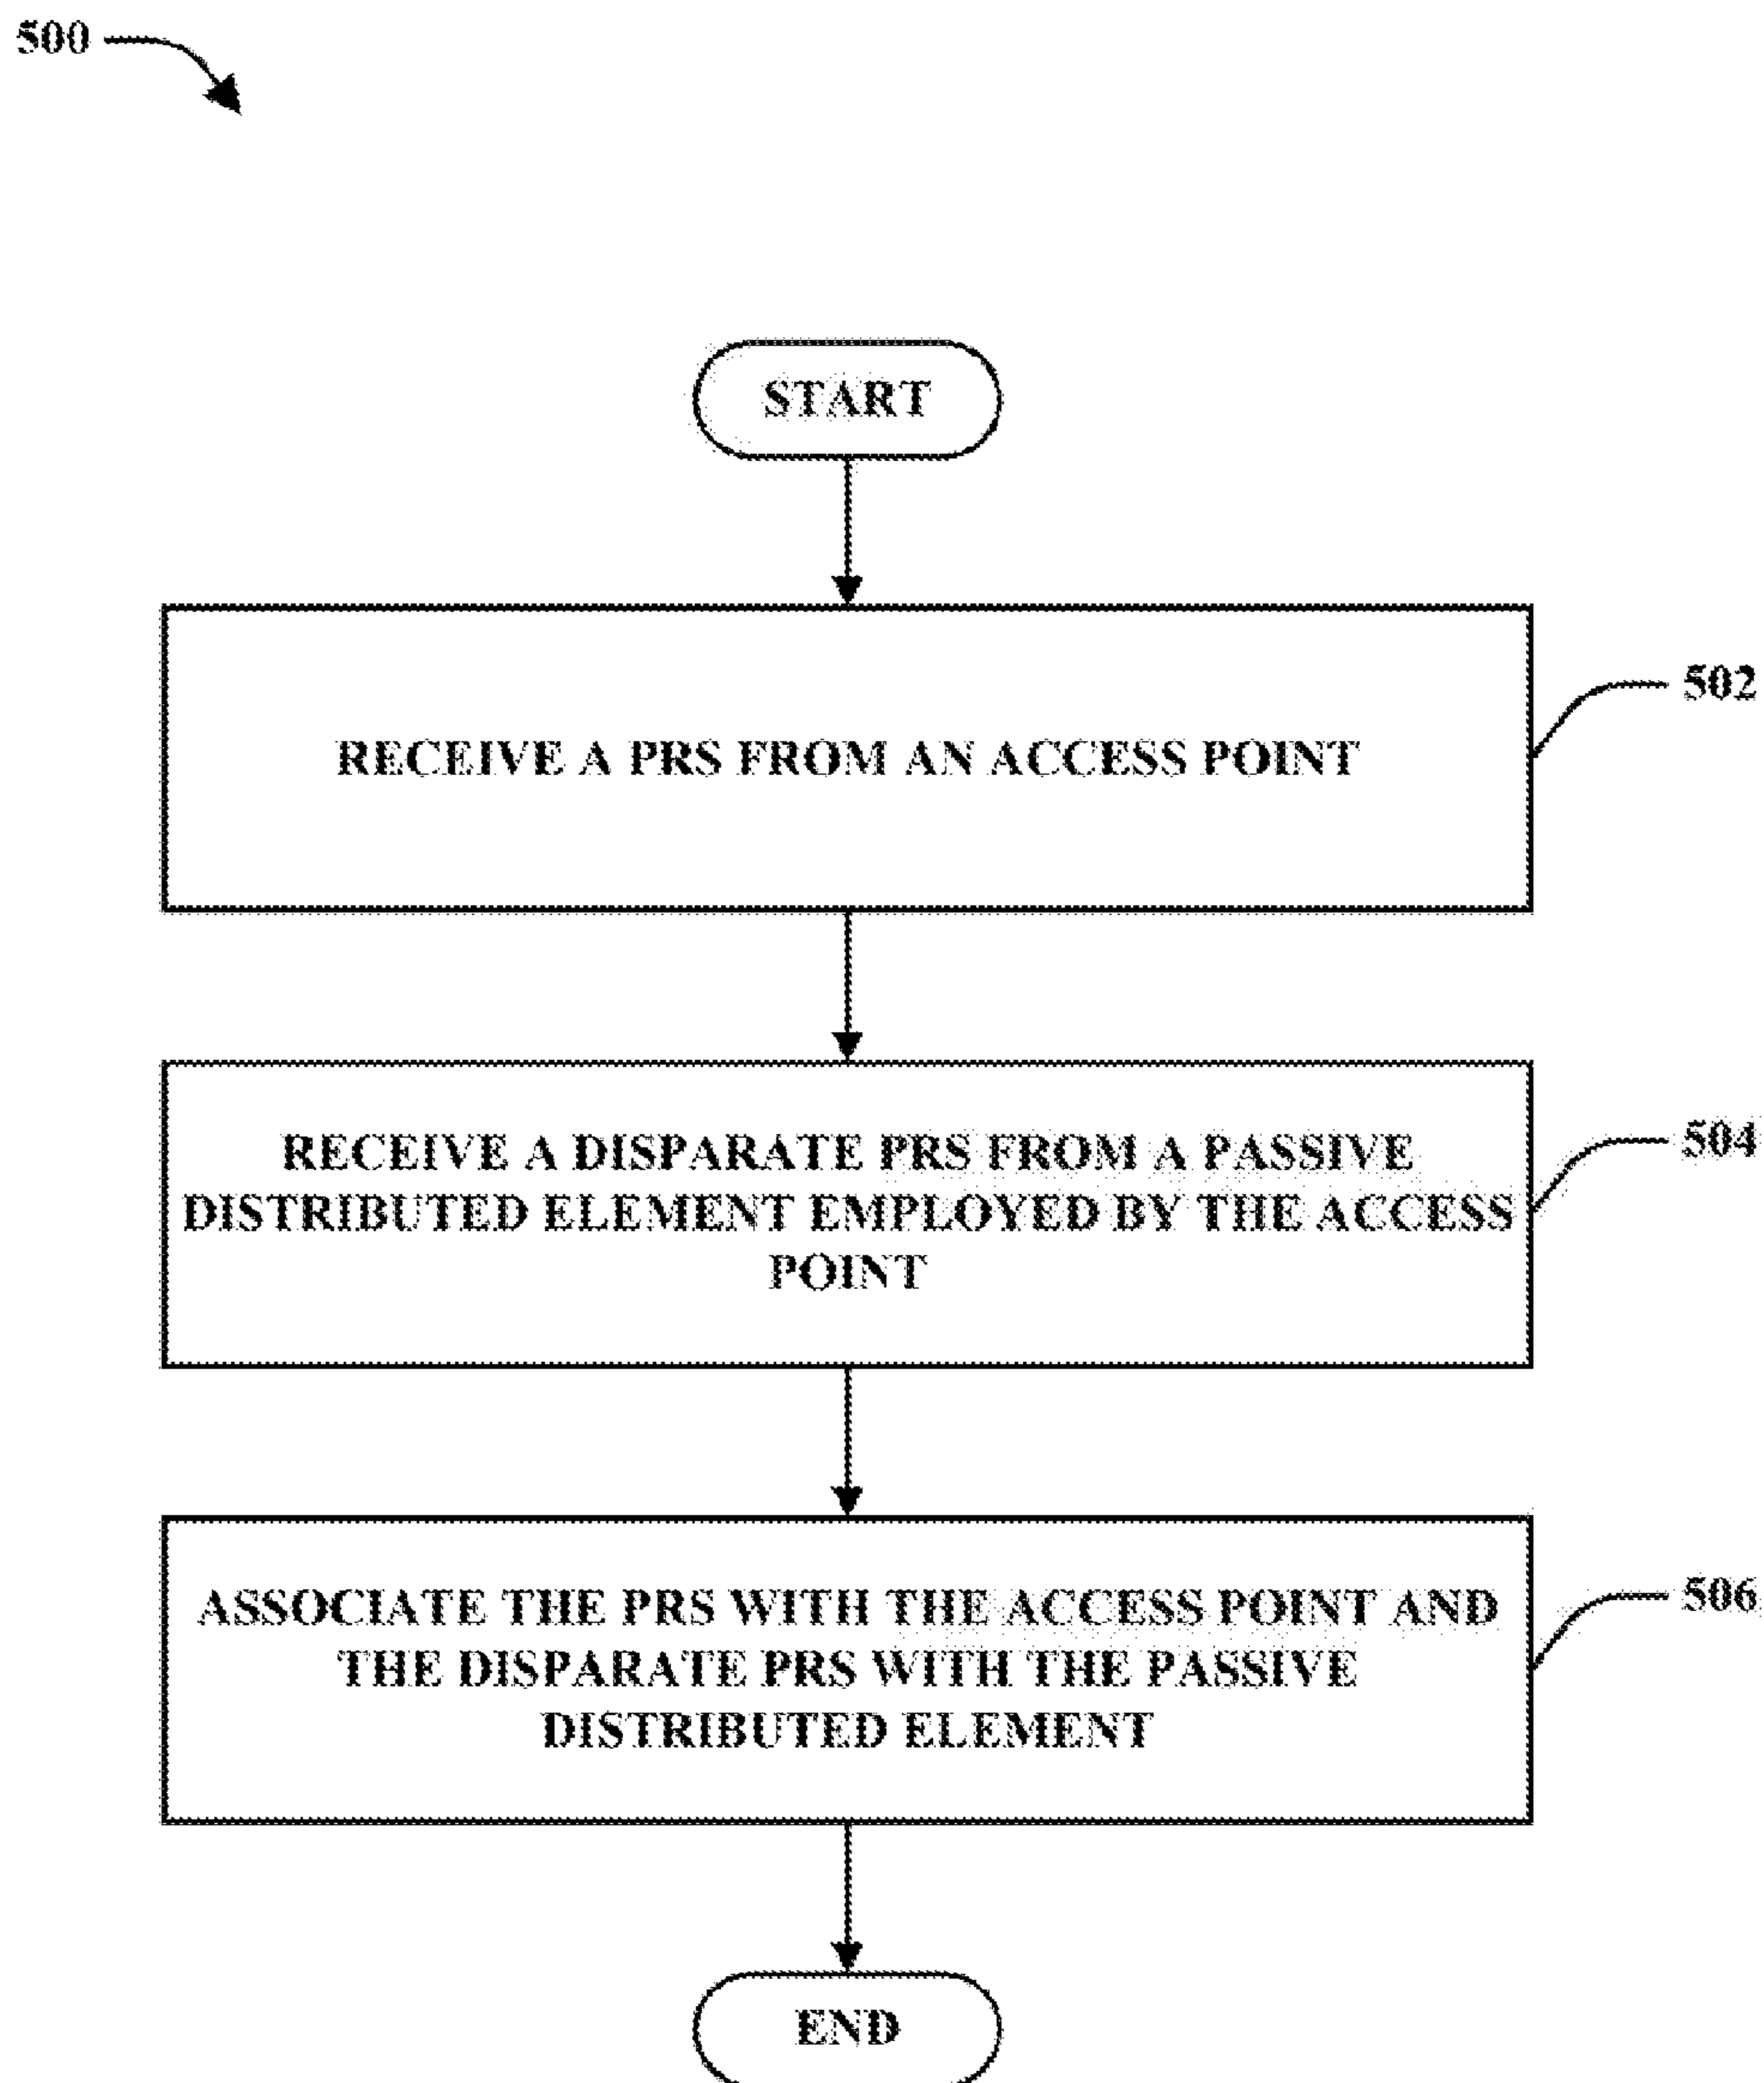 500
START
RECEIVE A PRS FROM AN ACCESS POINT
502
RECEIVE A DISPARATE PRS FROM A PASSIVE
DISTRIBUTED ELEMENT EMPLOYED BY THE ACCESS
POINT
504
ASSOCIATE THE PRS WITH THE ACCESS POINT AND
THE DISPARATE PRS WITH THE PASSIVE
DISTRIBUTED ELEMENT
506
END